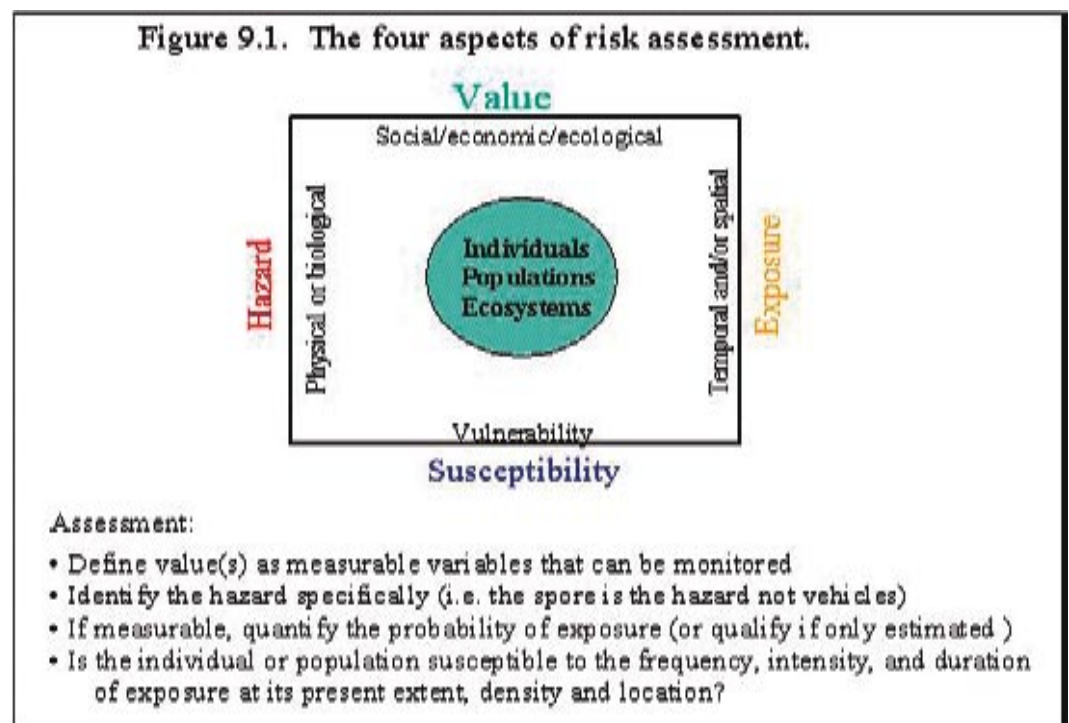 Figure 9.1. The four aspects of risk assessment.
Value
Social/economic/ecological
Hazard
Physical or biological
Individuals
Populations
Ecosystems
Temporal and/or spatial
Exposure
Vulnerability
Susceptibility
Assessment:
• Define value(s) as measurable variables that can be monitored
• Identify the hazard specifically (i.e. the spore is the hazard not vehicles)
• If measurable, quantify the probability of exposure (or qualify if only estimated )
• Is the individual or population susceptible to the frequency, intensity, and duration
of exposure at its present extent, density and location?